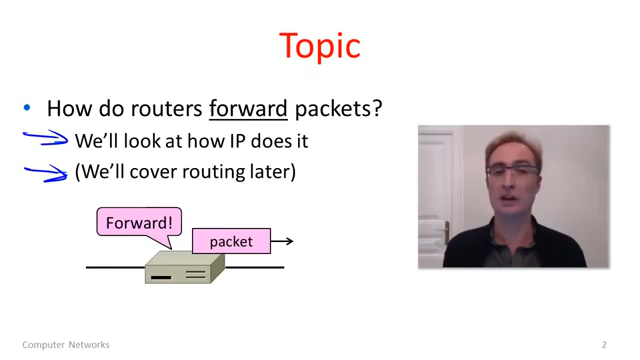 Topic
• How do routers forward packets?
We'll look at how IP does it
(We'll cover routing later)
Forward!
packet
Computer Networks
2